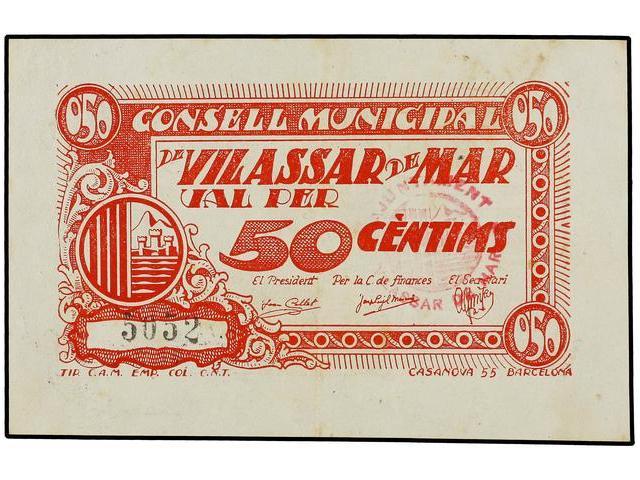 0'50 CONSELL MUNICIPAL 0'50
DE VILASSAR DE MAR
VAL PER
50 CÈNTIMS
AJUNTAMENT
El President Per la C. de finances El Secretari
5052
0'50
TIP. C.A.M. EMP. COL. C.N.T. CASANOVA 55 BARCELONA